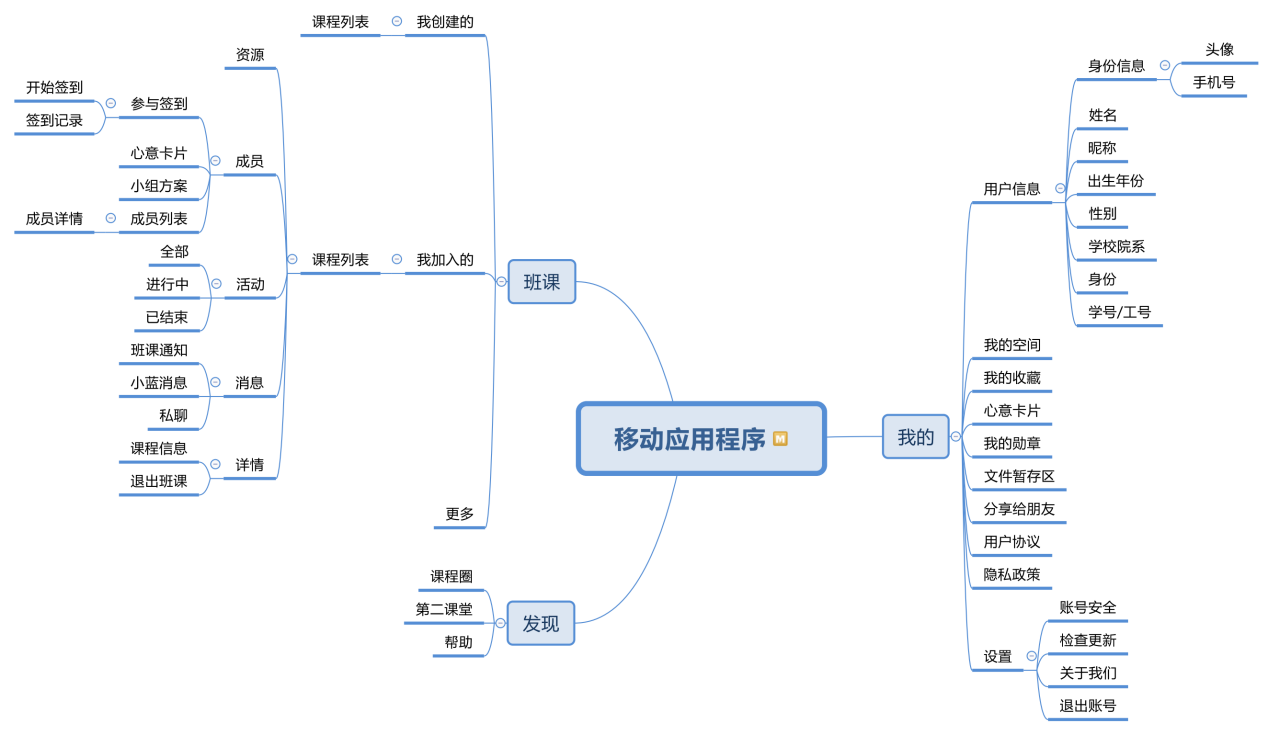 移动应用程序
M
班课
我创建的
课程列表
我加入的
课程列表
资源
成员
参与签到
开始签到
签到记录
心意卡片
小组方案
成员列表
成员详情
活动
全部
进行中
已结束
消息
班课通知
小蓝消息
私聊
详情
课程信息
退出班课
更多
发现
课程圈
第二课堂
帮助
我的
用户信息
身份信息
头像
手机号
姓名
昵称
出生年份
性别
学校院系
身份
学号/工号
我的空间
我的收藏
心意卡片
我的勋章
文件暂存区
分享给朋友
用户协议
隐私政策
设置
账号安全
检查更新
关于我们
退出账号